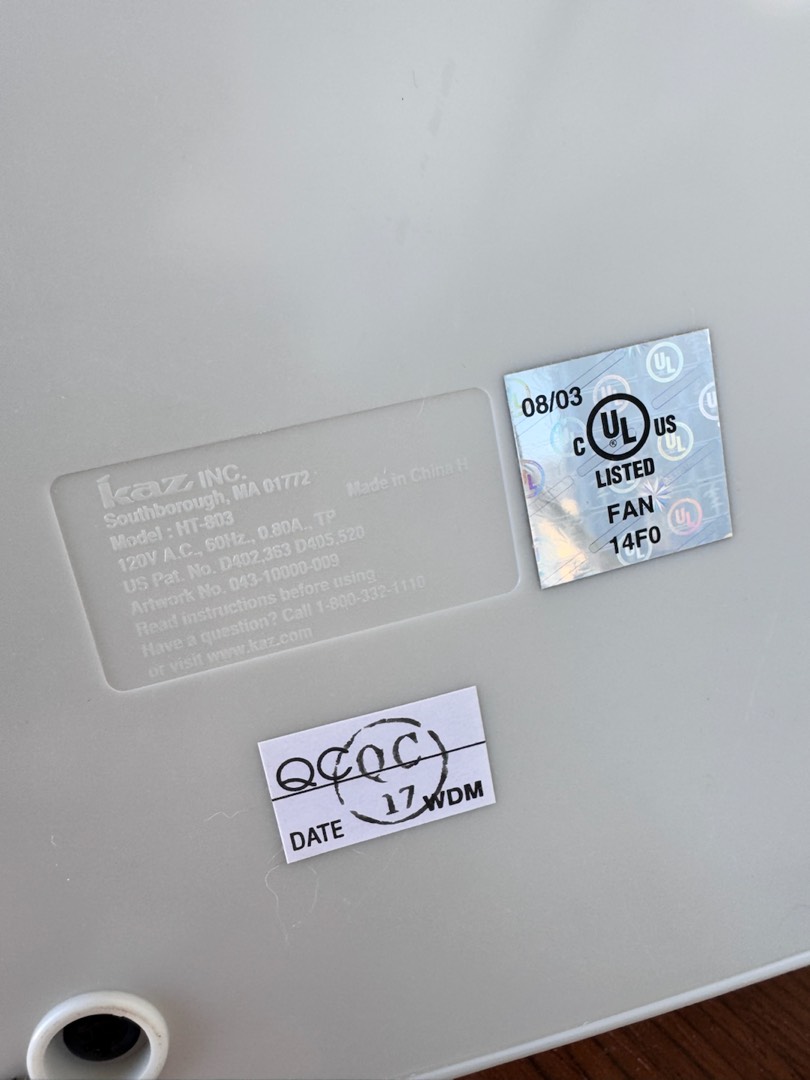 kaz INC.
Southborough, MA 01772 Made in China H
Model : HT-803
120V A.C., 60Hz., 0.80A., TP
US Pat. No. D402,363 D405,520
Artwork No. 043-10000-009
Read instructions before using.
Have a question? Call 1-800-332-1110
or visit www.kaz.com
08/03
C UL US
®
LISTED
FAN
14F0
QC QC
17 WDM
DATE